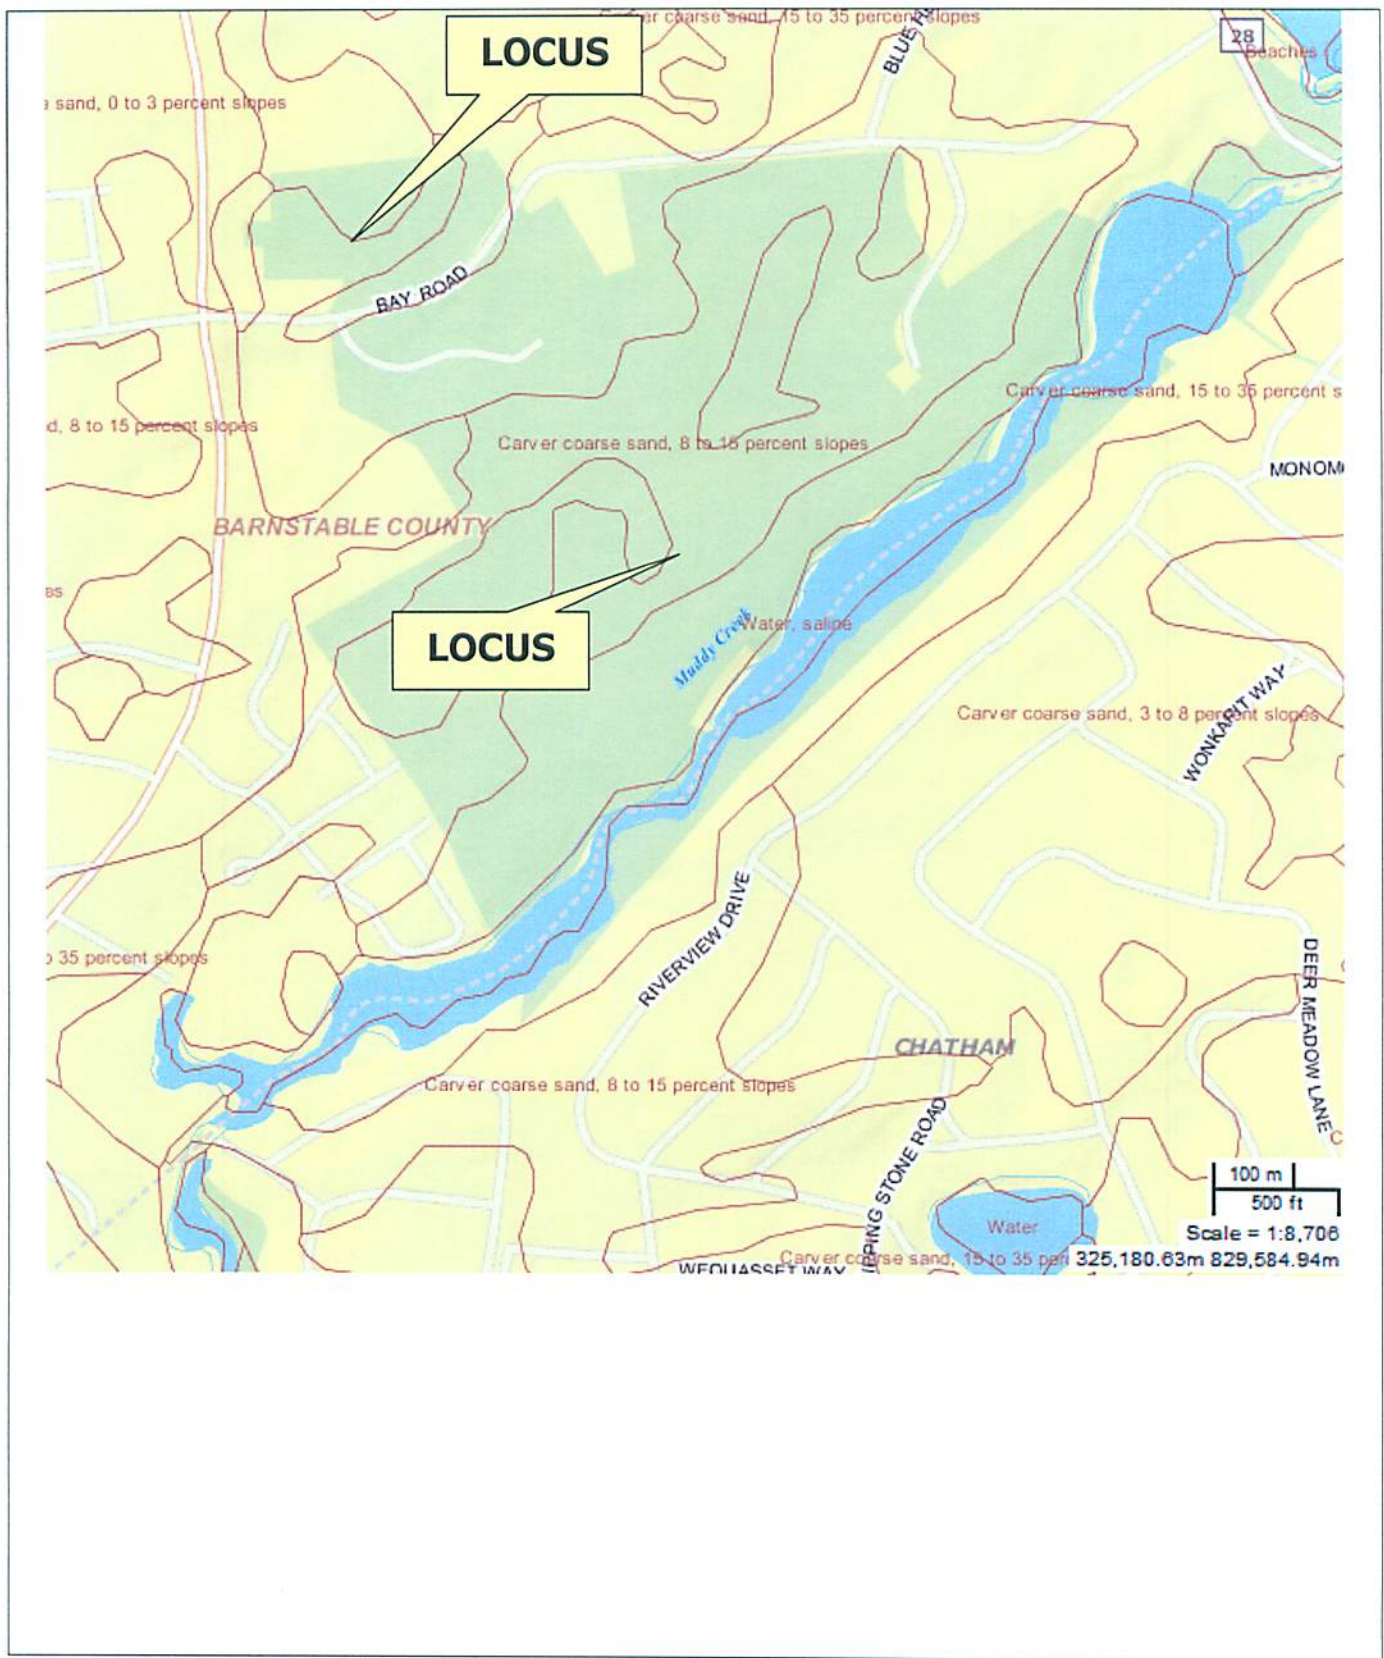 er coarse sand, 15 to 35 percent slopes
28
Beaches
LOCUS
sand, 0 to 3 percent slopes
BAY ROAD
Carver coarse sand, 15 to 35 percent s
d, 8 to 15 percent slopes
Carver coarse sand, 8 to 15 percent slopes
MONOM
BARNSTABLE COUNTY
es
LOCUS
Muddy Creek
Water, saline
Carver coarse sand, 3 to 8 percent slopes
WONKARIT WAY
RIVERVIEW DRIVE
35 percent slopes
DEER MEADOW LANE
CHATHAM
Carver coarse sand, 8 to 15 percent slopes
C
100 m
500 ft
PING STONE ROAD
Water
Scale = 1:8,706
Carver coarse sand, 15 to 35 per
325,180.63m 829,584.94m
WEQUASSET WAY